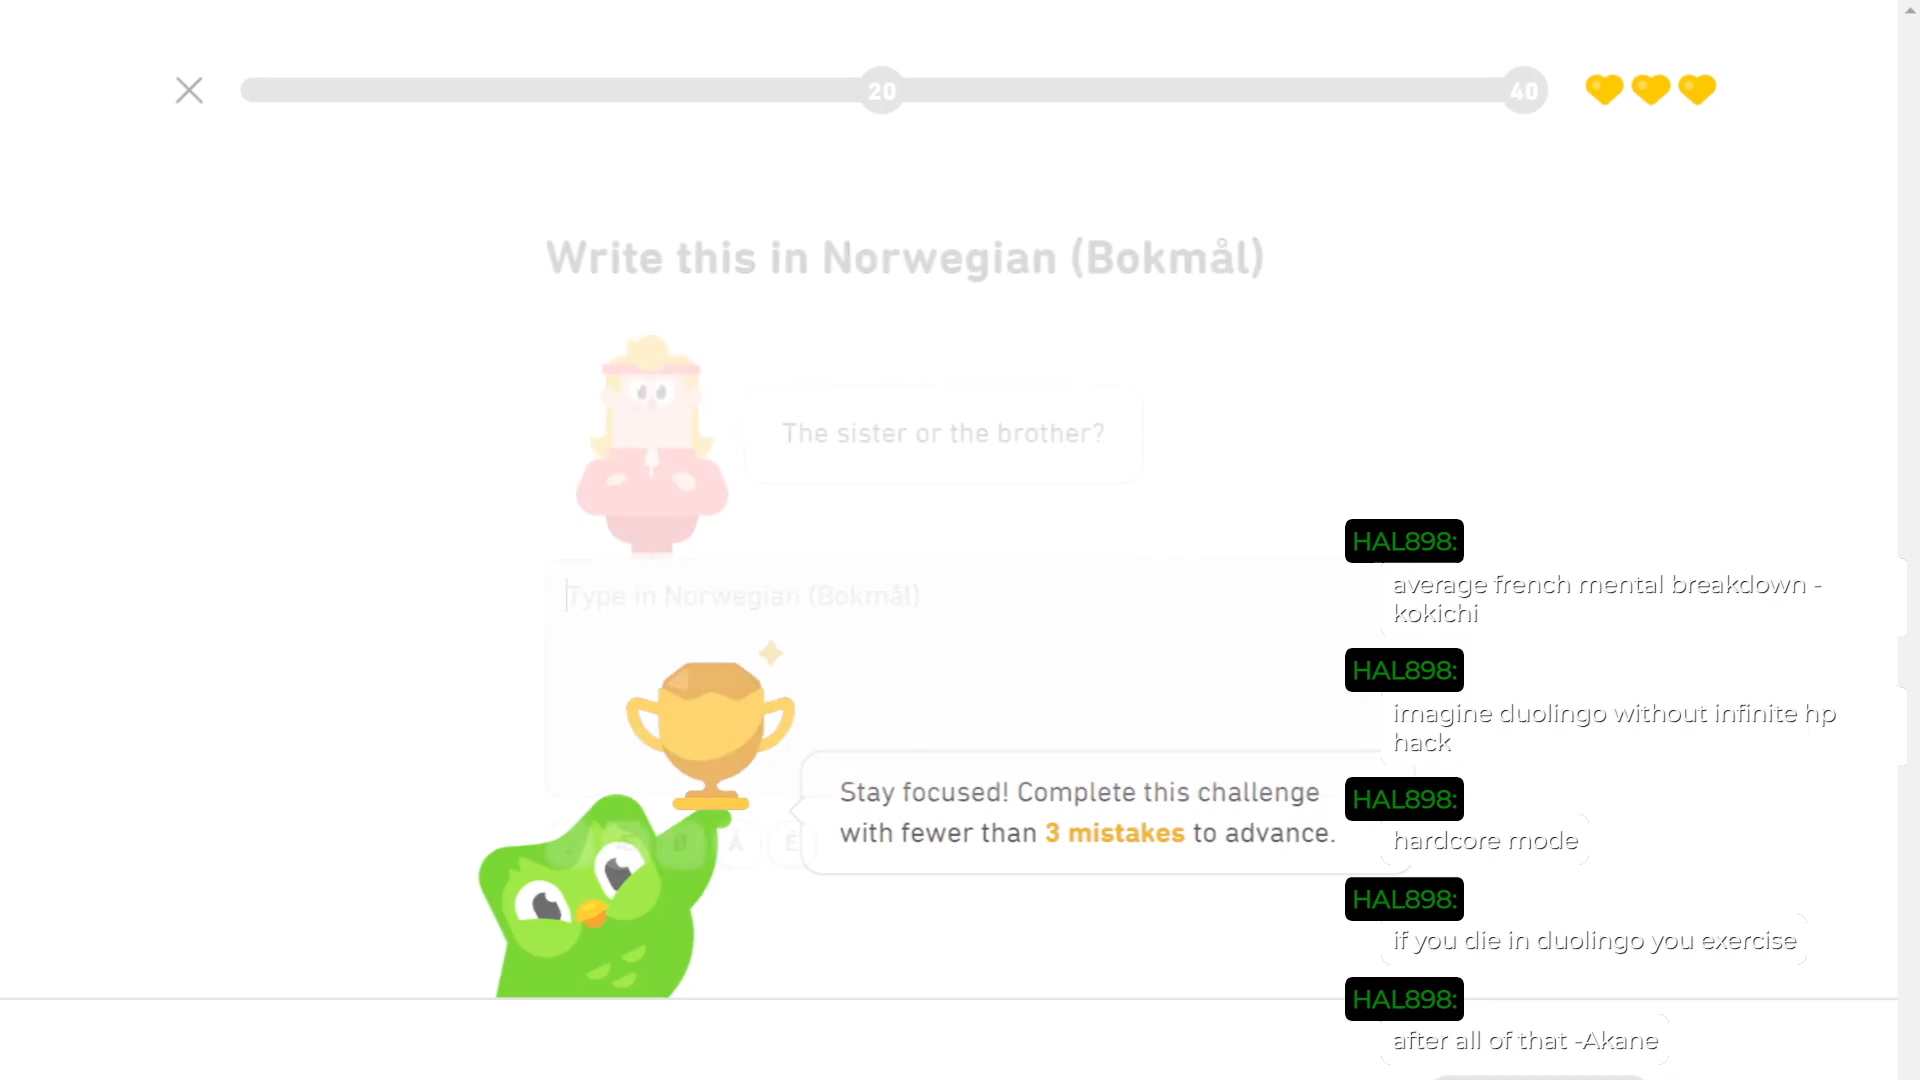 20
40
Write this in Norwegian (Bokmål)
The sister or the brother?
Type in Norwegian (Bokmål)
Stay focused! Complete this challenge
with fewer than 3 mistakes to advance.
Æ Ø Å É
HAL898:
average french mental breakdown -
kokichi
HAL898:
imagine duolingo without infinite hp
hack
HAL898:
hardcore mode
HAL898:
if you die in duolingo you exercise
HAL898:
after all of that -Akane